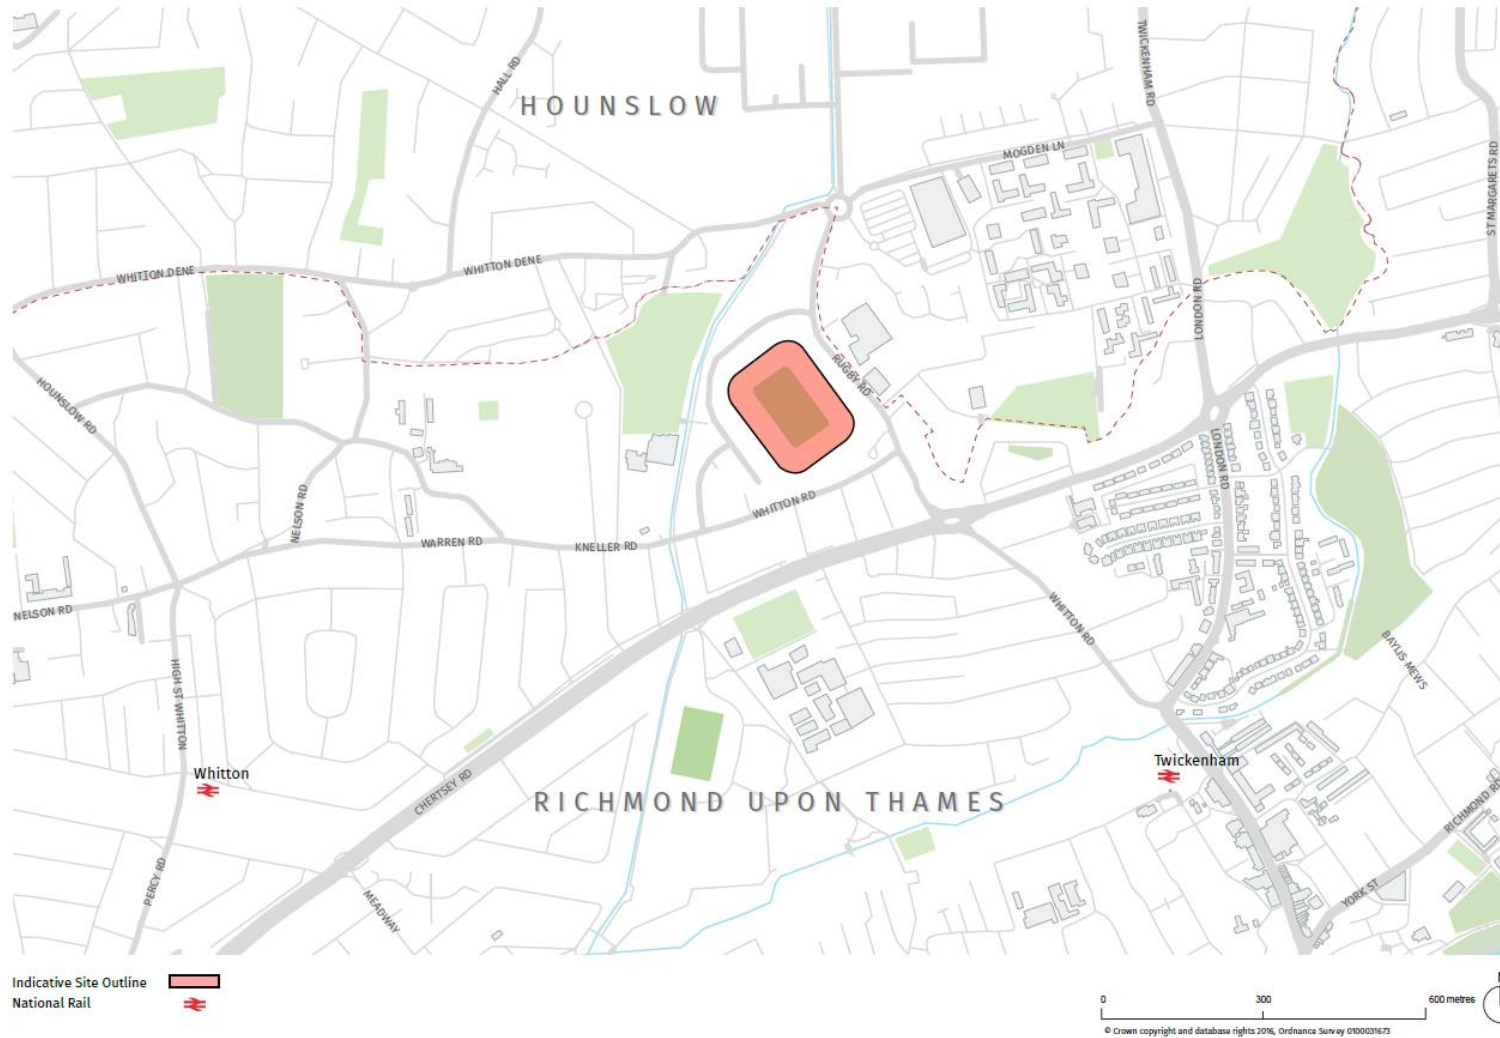 TWICKENHAM RD
HALL RD
HOUNSLOW
MOGDEN LN
ST MARGARETS RD
WHITTON DENE
WHITTON DENE
LONDON RD
HOUNSLOW RD
RUGBY RD
LONDON RD
NELSON RD
WHITTON RD
WARREN RD
KNELLER RD
NELSON RD
WHITTON RD
BAYLIS MEWS
HIGH ST WHITTON
Whitton
Twickenham
CHERTSEY RD
RICHMOND UPON THAMES
RICHMOND RD
PERCY RD
MEADWAY
YORK ST
Indicative Site Outline
National Rail
0 300 600 metres
© Crown copyright and database rights 2016, Ordnance Survey 0100031673